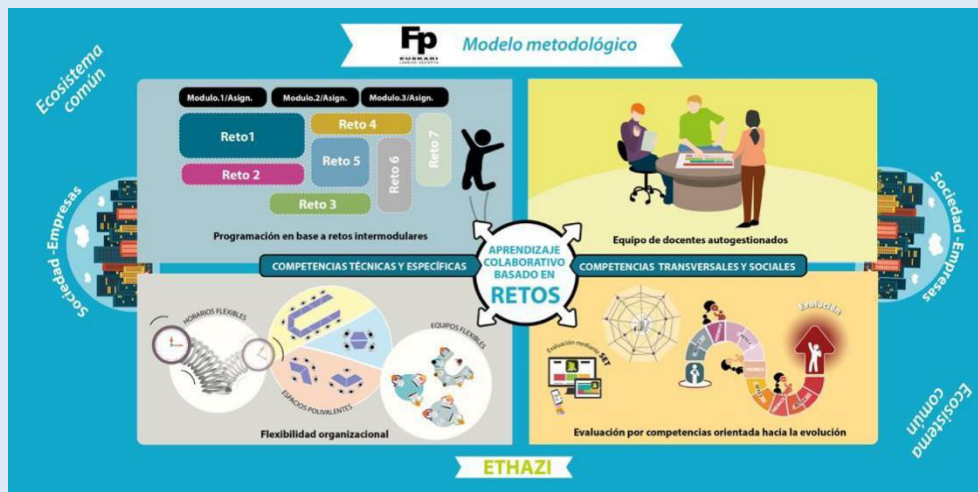 Fp
EUSKADI
Modelo metodológico
Ecosistema
común
Modulo.1/Asign.
Modulo.2/Asign.
Modulo.3/Asign.
Reto1
Reto 4
Reto 7
Reto 5
Reto 6
Reto 2
Reto 3
Programación en base a retos intermodulares
Equipo de docentes autogestionados
Sociedad -Empresas
Sociedad -Empresas
COMPETENCIAS TÉCNICAS Y ESPECÍFICAS
APRENDIZAJE
COLABORATIVO
BASADO EN
RETOS
COMPETENCIAS TRANSVERSALES Y SOCIALES
HORARIOS FLEXIBLES
EQUIPOS FLEXIBLES
ESPACIOS POLIVALENTES
Flexibilidad organizacional
Evaluación mediante
SET
Evolución
Evaluación por competencias orientada hacia la evolución
Ecosistema
común
ETHAZI